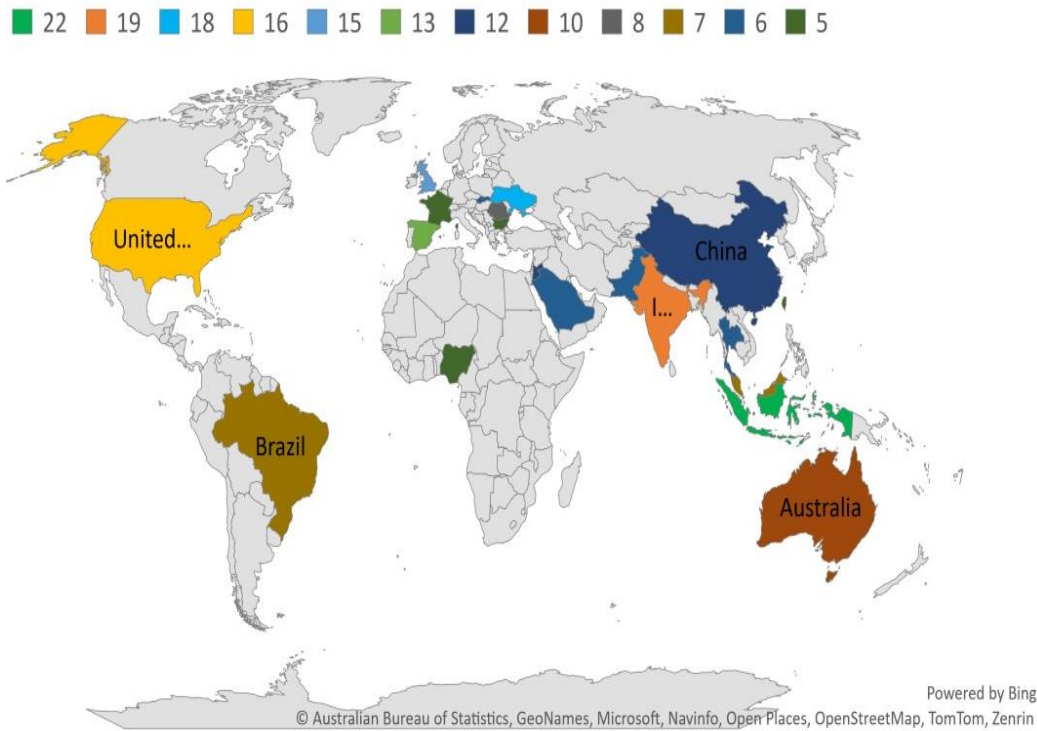 22 19 18 16 15 13 12 10 8 7 6 5
United...
China
I...
Brazil
Australia
Powered by Bing
© Australian Bureau of Statistics, GeoNames, Microsoft, Navinfo, Open Places, OpenStreetMap, TomTom, Zenrin